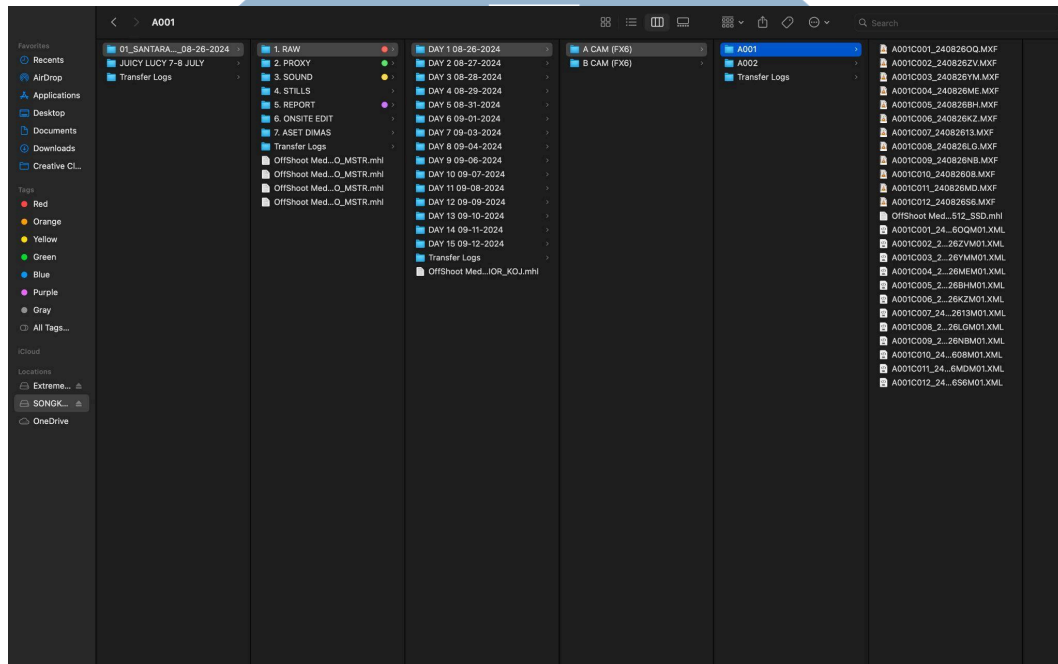 A001
Search
Favorites
Recents
AirDrop
Applications
Desktop
Documents
Downloads
Creative Cl...
Tags
Red
Orange
Yellow
Green
Blue
Purple
Gray
All Tags...
iCloud
Locations
Extreme...
SONGK...
OneDrive
01_SANTARA..._08-26-2024
JUICY LUCY 7-8 JULY
Transfer Logs
1. RAW
2. PROXY
3. SOUND
4. STILLS
5. REPORT
6. ONSITE EDIT
7. ASET DIMAS
Transfer Logs
OffShoot Med...O_MSTR.mhl
OffShoot Med...O_MSTR.mhl
OffShoot Med...O_MSTR.mhl
OffShoot Med...O_MSTR.mhl
DAY 1 08-26-2024
DAY 2 08-27-2024
DAY 3 08-28-2024
DAY 4 08-29-2024
DAY 5 08-31-2024
DAY 6 09-01-2024
DAY 7 09-03-2024
DAY 8 09-04-2024
DAY 9 09-06-2024
DAY 10 09-07-2024
DAY 11 09-08-2024
DAY 12 09-09-2024
DAY 13 09-10-2024
DAY 14 09-11-2024
DAY 15 09-12-2024
Transfer Logs
OffShoot Med...IOR_KOJ.mhl
A CAM (FX6)
B CAM (FX6)
A001
A002
Transfer Logs
A001C001_240826OQ.MXF
A001C002_240826ZV.MXF
A001C003_240826YM.MXF
A001C004_240826ME.MXF
A001C005_240826BH.MXF
A001C006_240826KZ.MXF
A001C007_24082613.MXF
A001C008_240826LG.MXF
A001C009_240826NB.MXF
A001C010_24082608.MXF
A001C011_240826MD.MXF
A001C012_240826S6.MXF
OffShoot Med...512_SSD.mhl
A001C001_24...6OQM01.XML
A001C002_2...26ZVM01.XML
A001C003_2...26YMM01.XML
A001C004_2...26MEM01.XML
A001C005_2...26BHM01.XML
A001C006_2...26KZM01.XML
A001C007_24...2613M01.XML
A001C008_2...26LGM01.XML
A001C009_2...26NBM01.XML
A001C010_24...608M01.XML
A001C011_24...6MDM01.XML
A001C012_24...6S6M01.XML